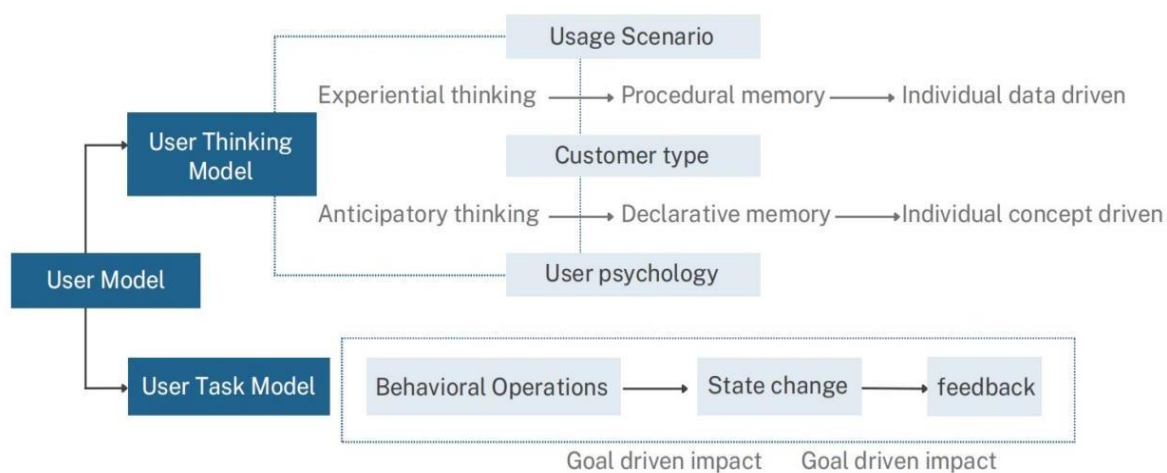 Usage Scenario
Experiential thinking Procedural memory Individual data driven
User Thinking
Model
Customer type
Anticipatory thinking Declarative memory Individual concept driven
User Model
User psychology
User Task Model
Behavioral Operations State change feedback
Goal driven impact Goal driven impact